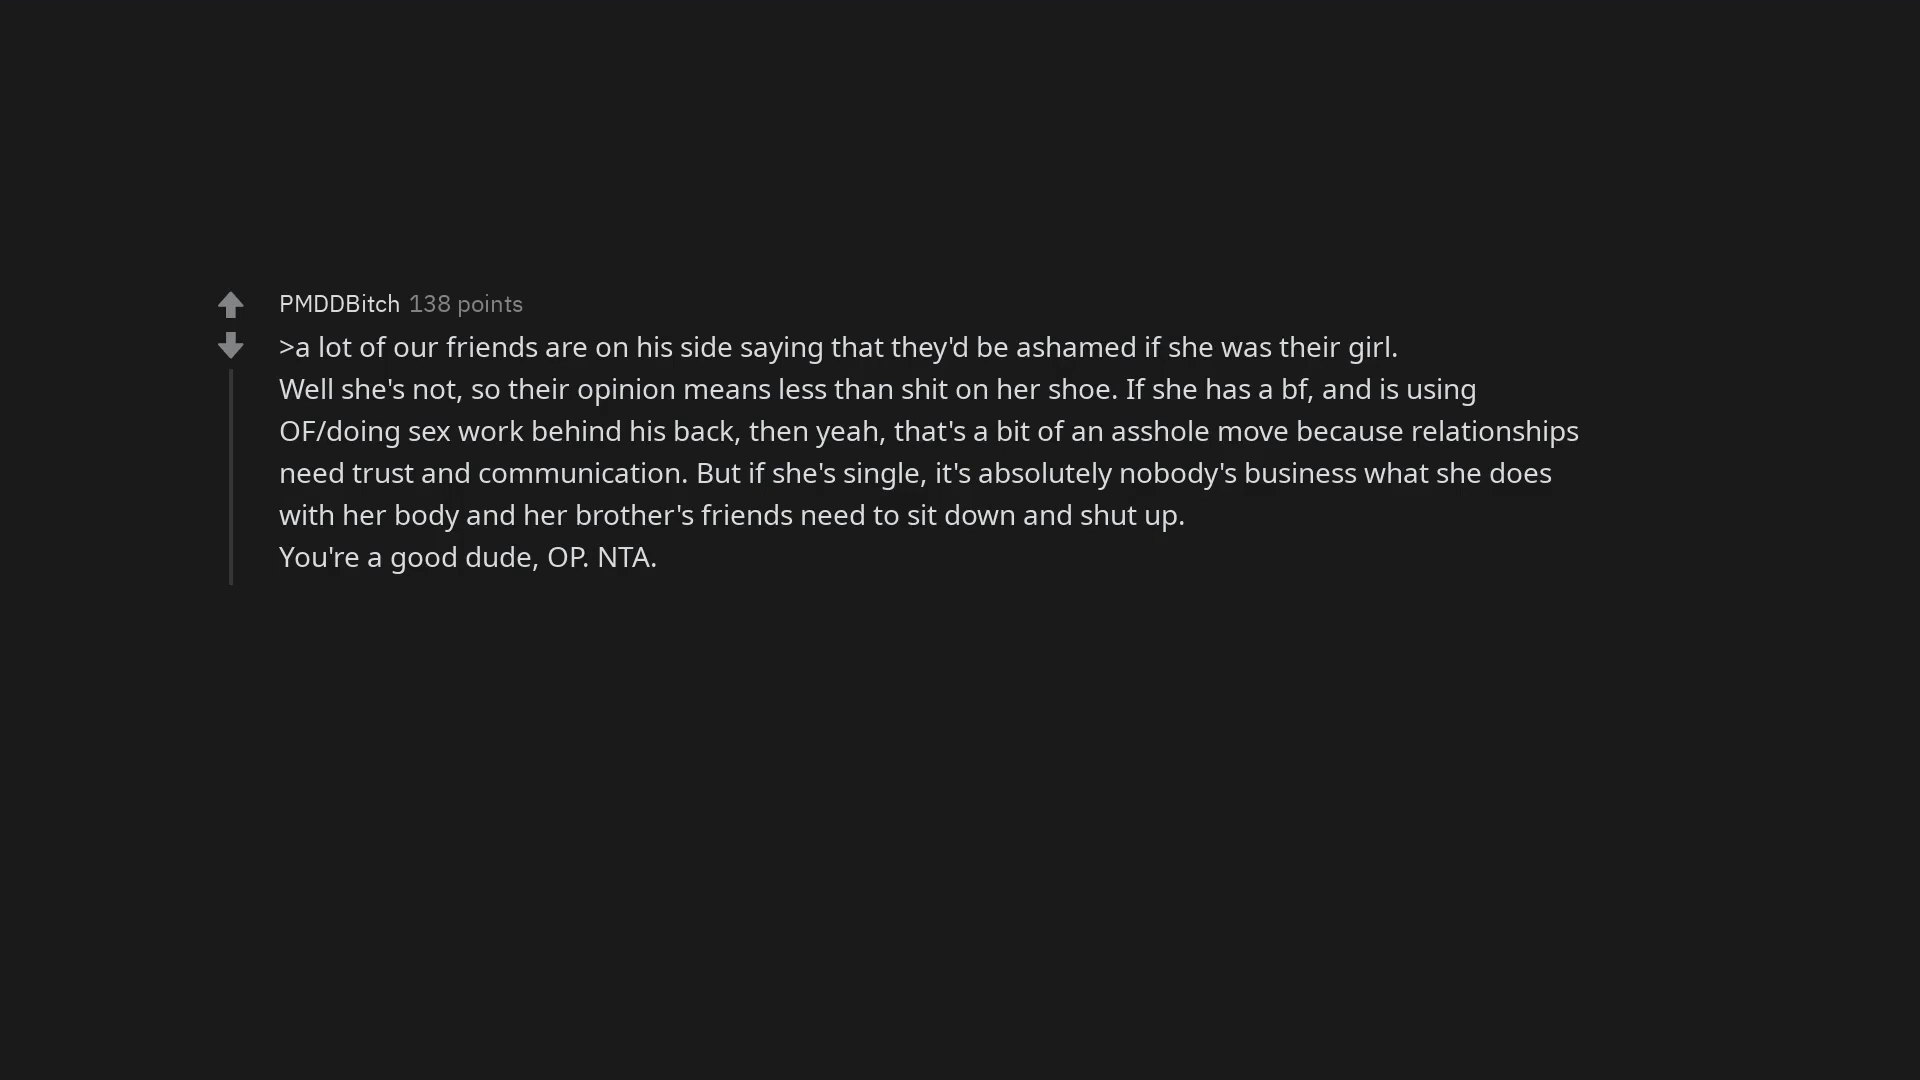 PMDDBitch 138 points
>a lot of our friends are on his side saying that they'd be ashamed if she was their girl.
Well she's not, so their opinion means less than shit on her shoe. If she has a bf, and is using
OF/doing sex work behind his back, then yeah, that's a bit of an asshole move because relationships
need trust and communication. But if she's single, it's absolutely nobody's business what she does
with her body and her brother's friends need to sit down and shut up.
You're a good dude, OP. NTA.